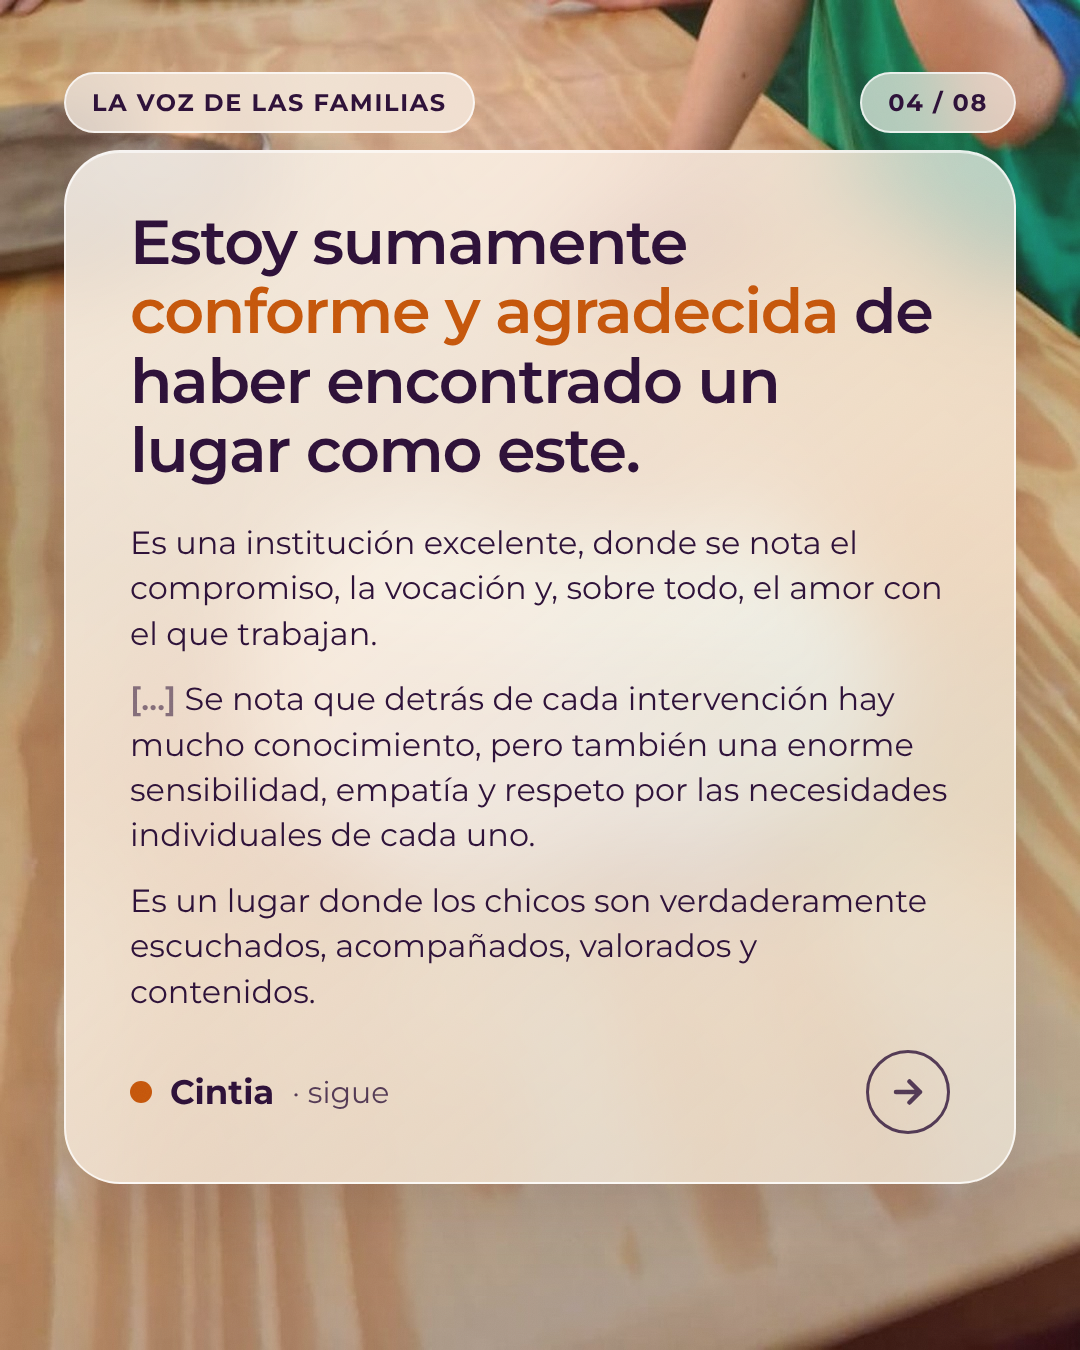 LA VOZ DE LAS FAMILIAS
04 / 08
Estoy sumamente
conforme y agradecida de
haber encontrado un
lugar como este.
Es una institución excelente, donde se nota el
compromiso, la vocación y, sobre todo, el amor con
el que trabajan.
[...] Se nota que detrás de cada intervención hay
mucho conocimiento, pero también una enorme
sensibilidad, empatía y respeto por las necesidades
individuales de cada uno.
Es un lugar donde los chicos son verdaderamente
escuchados, acompañados, valorados y
contenidos.
Cintia · sigue